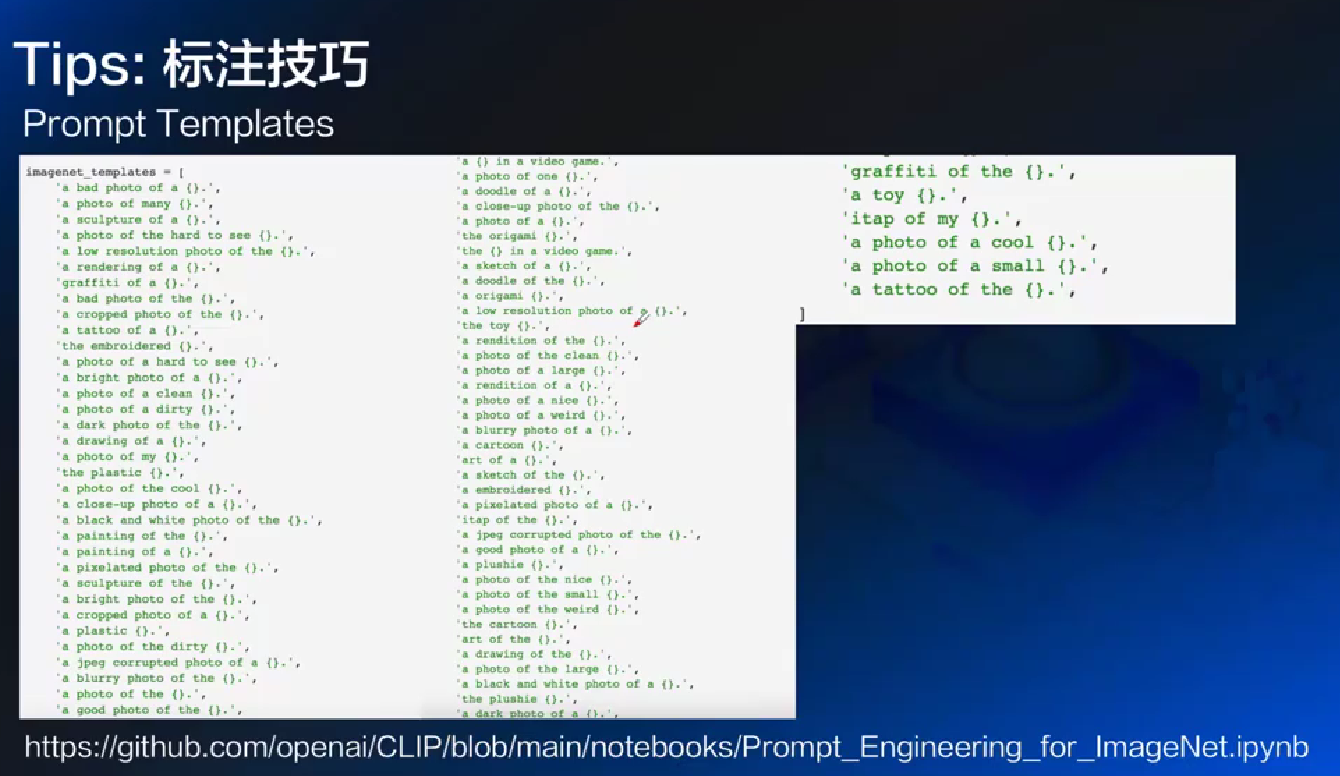 Tips: 标注技巧
Prompt Templates
imagenet_templates = [
'a bad photo of a {}.',
'a photo of many {}.',
'a sculpture of a {}.',
'a photo of the hard to see {}.',
'a low resolution photo of the {}.',
'a rendering of a {}.',
'graffiti of a {}.',
'a bad photo of the {}.',
'a cropped photo of the {}.',
'a tattoo of a {}.',
'the embroidered {}.',
'a photo of a hard to see {}.',
'a bright photo of a {}.',
'a photo of a clean {}.',
'a photo of a dirty {}.',
'a dark photo of the {}.',
'a drawing of a {}.',
'a photo of my {}.',
'the plastic {}.',
'a photo of the cool {}.',
'a close-up photo of a {}.',
'a black and white photo of the {}.',
'a painting of the {}.',
'a painting of a {}.',
'a pixelated photo of the {}.',
'a sculpture of the {}.',
'a bright photo of the {}.',
'a cropped photo of a {}.',
'a plastic {}.',
'a photo of the dirty {}.',
'a jpeg corrupted photo of a {}.',
'a blurry photo of the {}.',
'a photo of the {}.',
'a good photo of the {}.',
'a {} in a video game.',
'a photo of one {}.',
'a doodle of a {}.',
'a close-up photo of the {}.',
'a photo of a {}.',
'the origami {}.',
'the {} in a video game.',
'a sketch of a {}.',
'a doodle of the {}.',
'a origami {}.',
'a low resolution photo of a {}.',
'the toy {}.',
'a rendition of the {}.',
'a photo of the clean {}.',
'a photo of a large {}.',
'a rendition of a {}.',
'a photo of a nice {}.',
'a photo of a weird {}.',
'a blurry photo of a {}.',
'a cartoon {}.',
'art of a {}.',
'a sketch of the {}.',
'a embroidered {}.',
'a pixelated photo of a {}.',
'itap of the {}.',
'a jpeg corrupted photo of the {}.',
'a good photo of a {}.',
'a plushie {}.',
'a photo of the nice {}.',
'a photo of the small {}.',
'a photo of the weird {}.',
'the cartoon {}.',
'art of the {}.',
'a drawing of the {}.',
'a photo of the large {}.',
'a black and white photo of a {}.',
'the plushie {}.',
'a dark photo of a {}.',
'graffiti of the {}.',
'a toy {}.',
'itap of my {}.',
'a photo of a cool {}.',
'a photo of a small {}.',
'a tattoo of the {}.',
]
https://github.com/openai/CLIP/blob/main/notebooks/Prompt_Engineering_for_ImageNet.ipynb